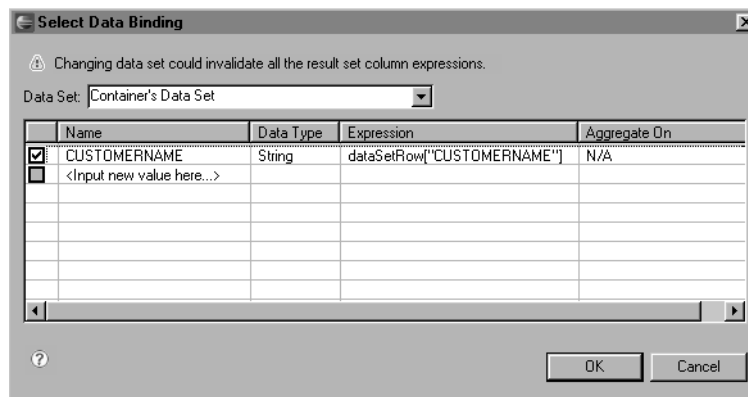 Select Data Binding
Changing data set could invalidate all the result set column expressions.
Data Set: Container's Data Set
Name Data Type Expression Aggregate On
CUSTOMERNAME String dataSetRow["CUSTOMERNAME"] N/A
<Input new value here...>
?
OK Cancel